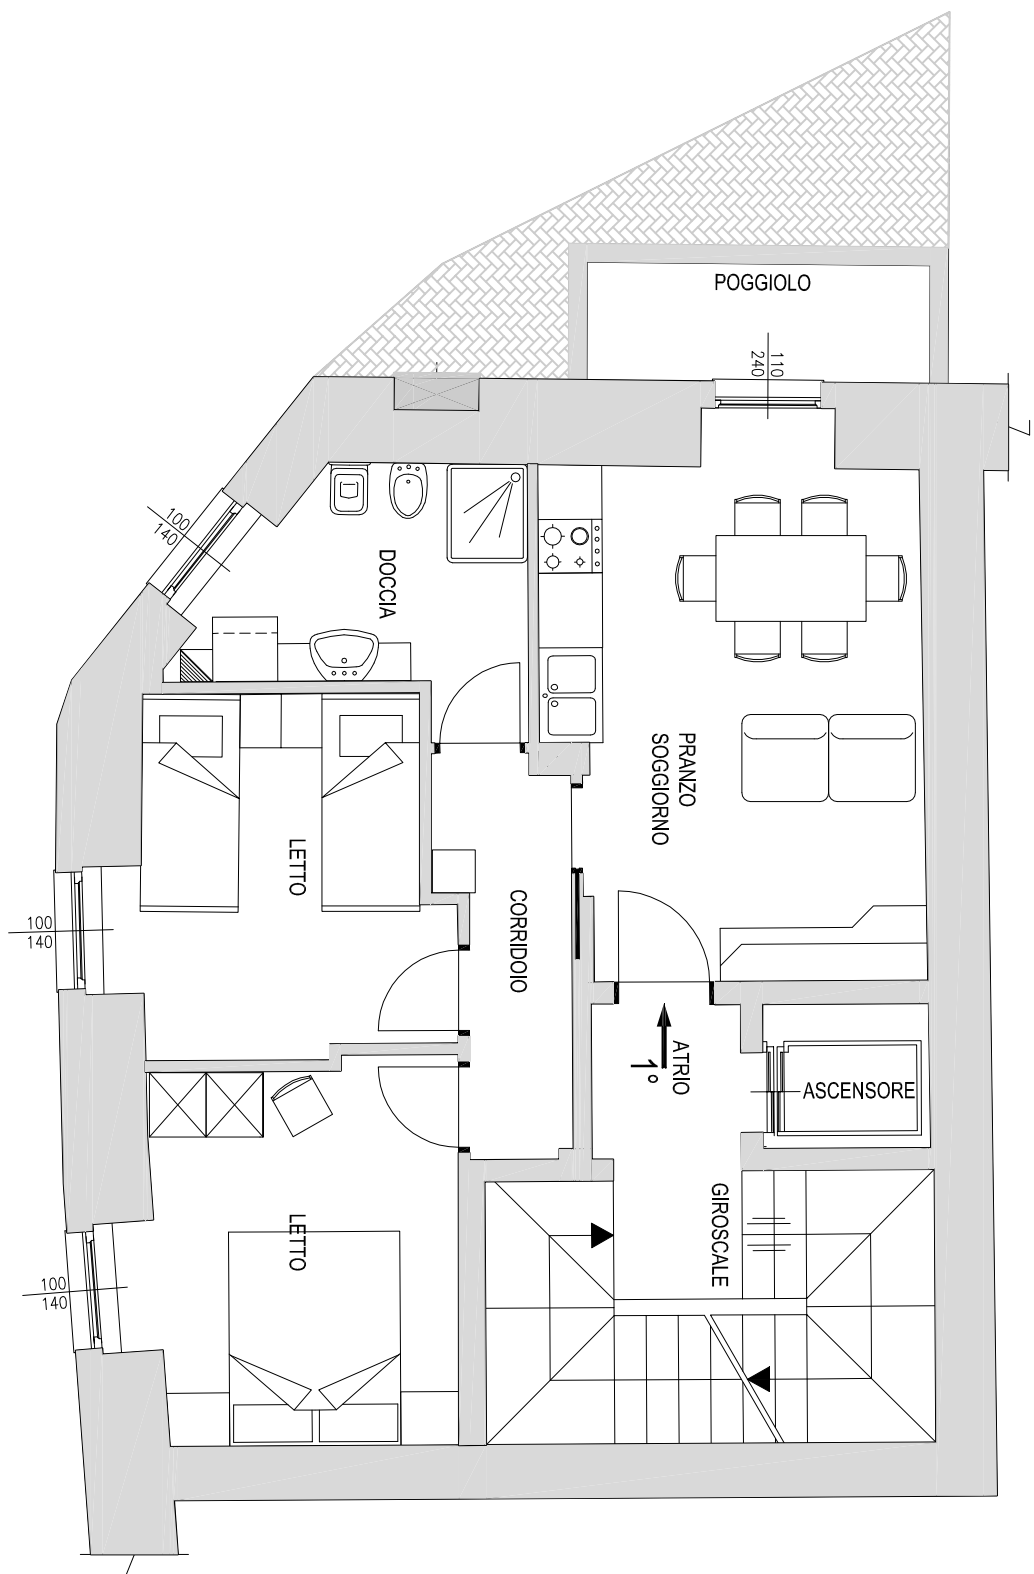 POGGIOLO
110
240
100
140
DOCCIA
PRANZO
SOGGIORNO
LETTO
CORRIDOIO
100
140
ATRIO
1°
ASCENSORE
GIROSCALE
LETTO
100
140